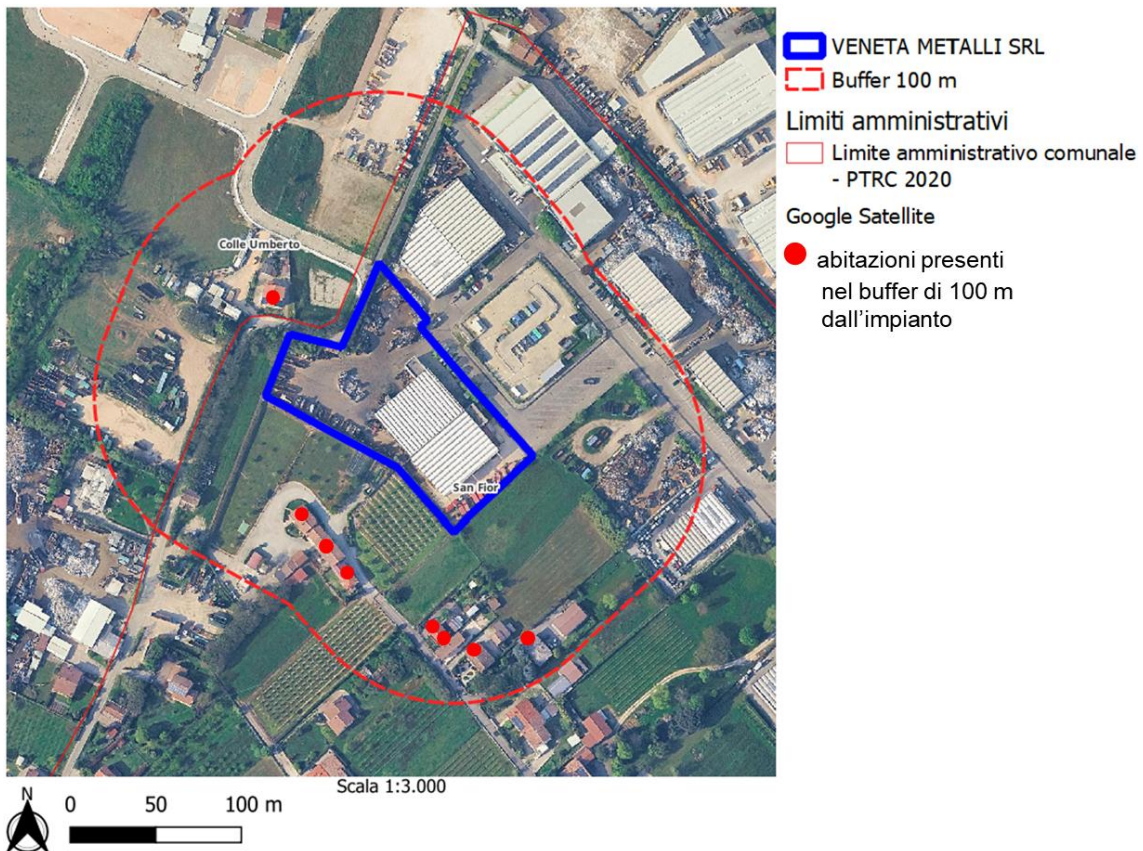 VENETA METALLI SRL
Buffer 100 m
Limiti amministrativi
Limite amministrativo comunale
- PTRC 2020
Google Satellite
abitazioni presenti
nel buffer di 100 m
dall'impianto
Colle Umberto
San Fior
Scala 1:3.000
N
0 50 100 m